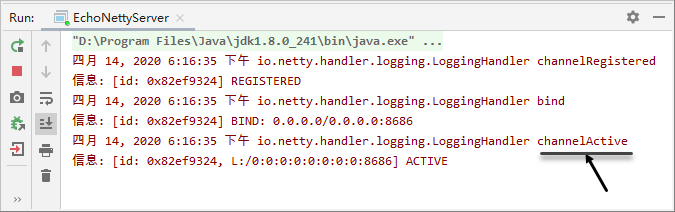 Run: EchoNettyServer ×
"D:\Program Files\Java\jdk1.8.0_241\bin\java.exe" ...
四月 14, 2020 6:16:35 下午 io.netty.handler.logging.LoggingHandler channelRegistered
信息: [id: 0x82ef9324] REGISTERED
四月 14, 2020 6:16:35 下午 io.netty.handler.logging.LoggingHandler bind
信息: [id: 0x82ef9324] BIND: 0.0.0.0/0.0.0.0:8686
四月 14, 2020 6:16:35 下午 io.netty.handler.logging.LoggingHandler channelActive
信息: [id: 0x82ef9324, L:/0:0:0:0:0:0:0:0:8686] ACTIVE